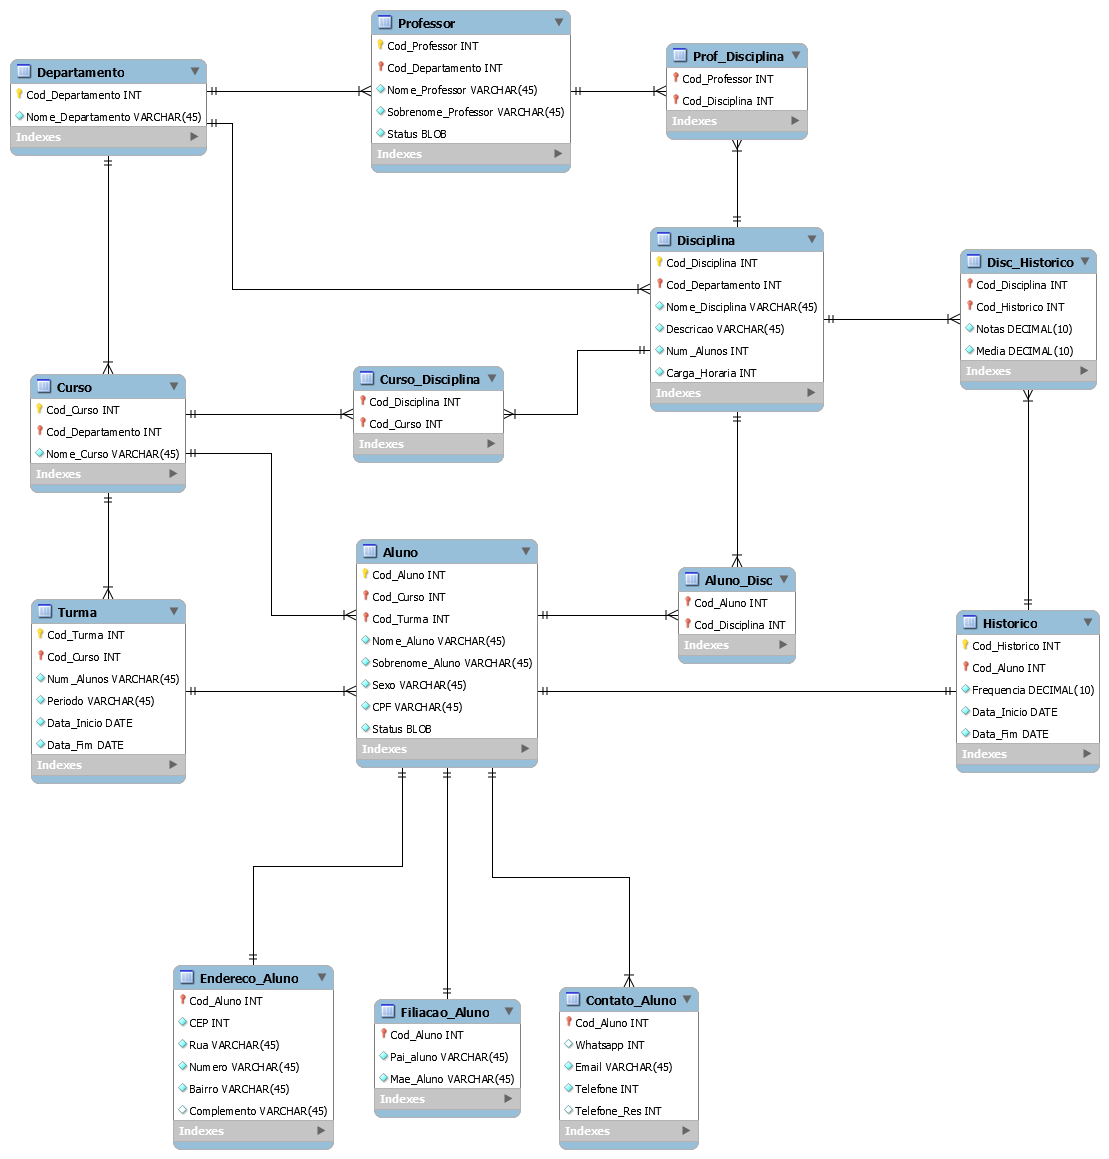 Professor
Cod_Professor INT
Cod_Departamento INT
Nome_Professor VARCHAR(45)
Sobrenome_Professor VARCHAR(45)
Status BLOB
Indexes
Prof_Disciplina
Cod_Professor INT
Cod_Disciplina INT
Indexes
Departamento
Cod_Departamento INT
Nome_Departamento VARCHAR(45)
Indexes
Disciplina
Cod_Disciplina INT
Cod_Departamento INT
Nome_Disciplina VARCHAR(45)
Descricao VARCHAR(45)
Num_Alunos INT
Carga_Horaria INT
Indexes
Disc_Historico
Cod_Disciplina INT
Cod_Historico INT
Notas DECIMAL(10)
Media DECIMAL(10)
Indexes
Curso
Cod_Curso INT
Cod_Departamento INT
Nome_Curso VARCHAR(45)
Indexes
Curso_Disciplina
Cod_Disciplina INT
Cod_Curso INT
Indexes
Aluno
Cod_Aluno INT
Cod_Curso INT
Cod_Turma INT
Nome_Aluno VARCHAR(45)
Sobrenome_Aluno VARCHAR(45)
Sexo VARCHAR(45)
CPF VARCHAR(45)
Status BLOB
Indexes
Aluno_Disc
Cod_Aluno INT
Cod_Disciplina INT
Indexes
Turma
Cod_Turma INT
Cod_Curso INT
Num_Alunos VARCHAR(45)
Periodo VARCHAR(45)
Data_Inicio DATE
Data_Fim DATE
Indexes
Historico
Cod_Historico INT
Cod_Aluno INT
Frequencia DECIMAL(10)
Data_Inicio DATE
Data_Fim DATE
Indexes
Endereco_Aluno
Cod_Aluno INT
CEP INT
Rua VARCHAR(45)
Numero VARCHAR(45)
Bairro VARCHAR(45)
Complemento VARCHAR(45)
Indexes
Filiacao_Aluno
Cod_Aluno INT
Pai_aluno VARCHAR(45)
Mae_Aluno VARCHAR(45)
Indexes
Contato_Aluno
Cod_Aluno INT
Whatsapp INT
Email VARCHAR(45)
Telefone INT
Telefone_Res INT
Indexes